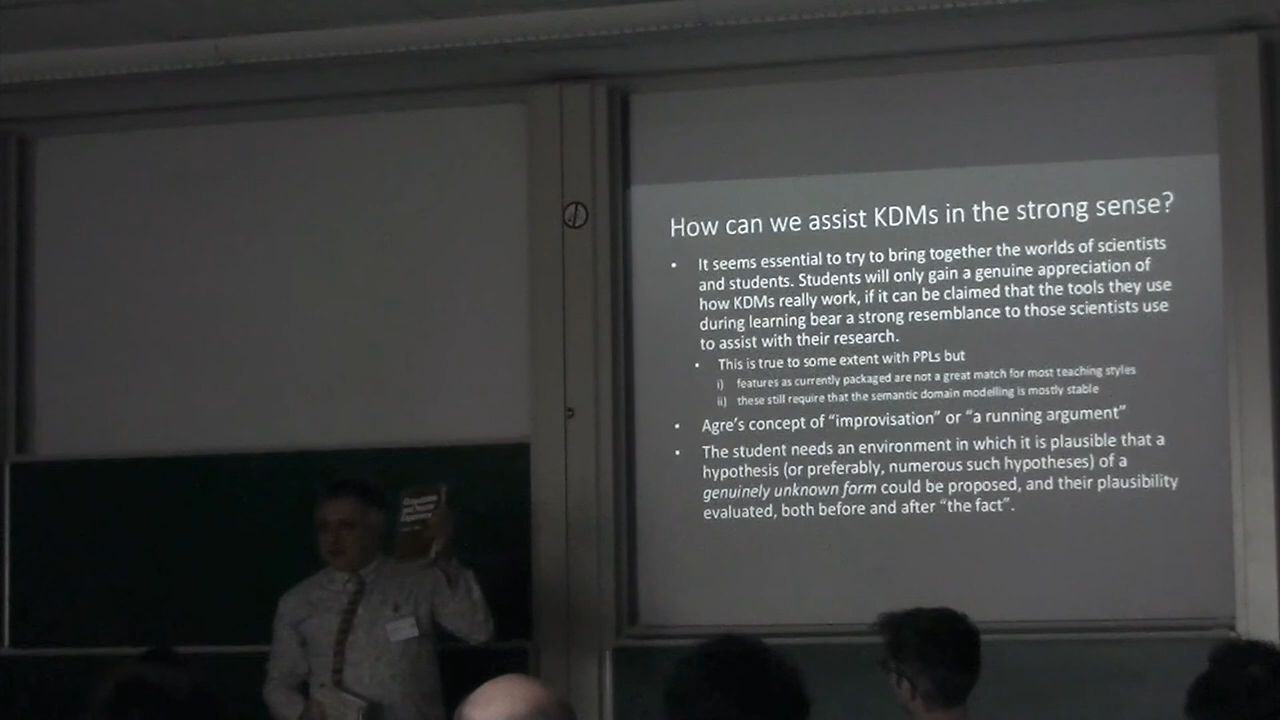 How can we assist KDMs in the strong sense?
• It seems essential to try to bring together the worlds of scientists
and students. Students will only gain a genuine appreciation of
how KDMs really work, if it can be claimed that the tools they use
during learning bear a strong resemblance to those scientists use
to assist with their research.
• This is true to some extent with PPLs but
i) features as currently packaged are not a great match for most teaching styles
ii) these still require that the semantic domain modelling is mostly stable
• Agre's concept of "improvisation" or "a running argument"
• The student needs an environment in which it is plausible that a
hypothesis (or preferably, numerous such hypotheses) of a
genuinely unknown form could be proposed, and their plausibility
evaluated, both before and after "the fact".